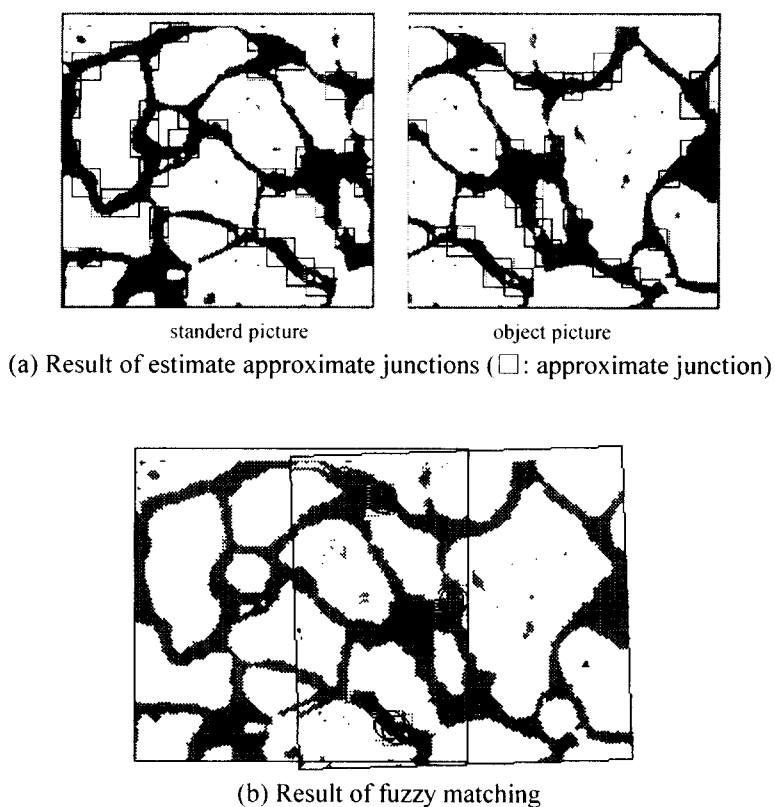 standerd picture
object picture
(a) Result of estimate approximate junctions (□: approximate junction)
(b) Result of fuzzy matching